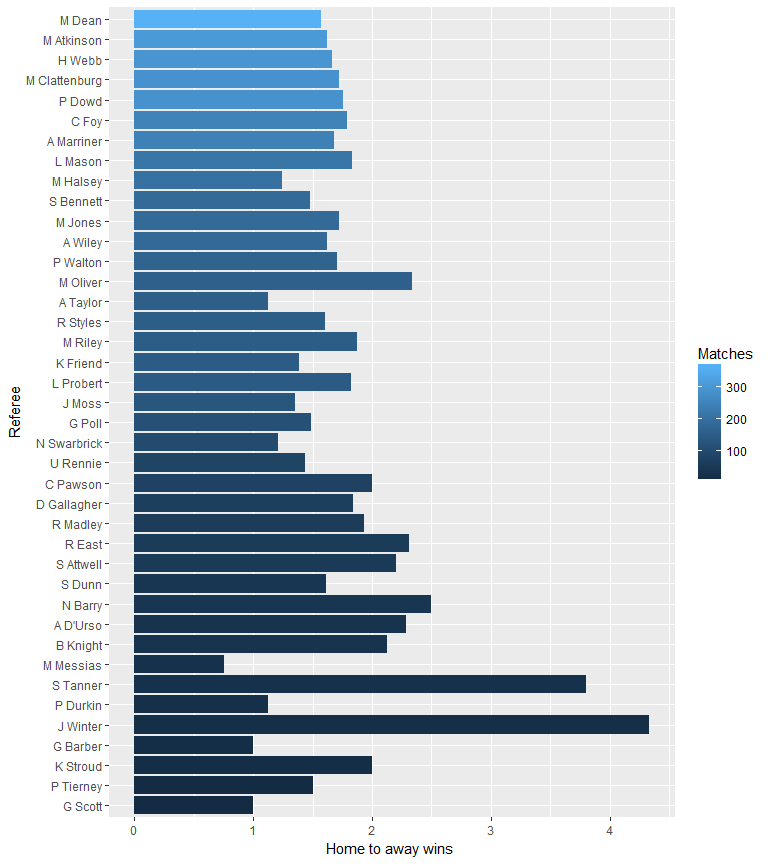 M Dean
M Atkinson
H Webb
M Clattenburg
P Dowd
C Foy
A Marriner
L Mason
M Halsey
S Bennett
M Jones
A Wiley
P Walton
M Oliver
A Taylor
R Styles
M Riley
K Friend
L Probert
J Moss
G Poll
N Swarbrick
U Rennie
C Pawson
D Gallagher
R Madley
R East
S Attwell
S Dunn
N Barry
A D'Urso
B Knight
M Messias
S Tanner
P Durkin
J Winter
G Barber
K Stroud
P Tierney
G Scott
Referee
0 1 2 3 4
Home to away wins
Matches
300
200
100